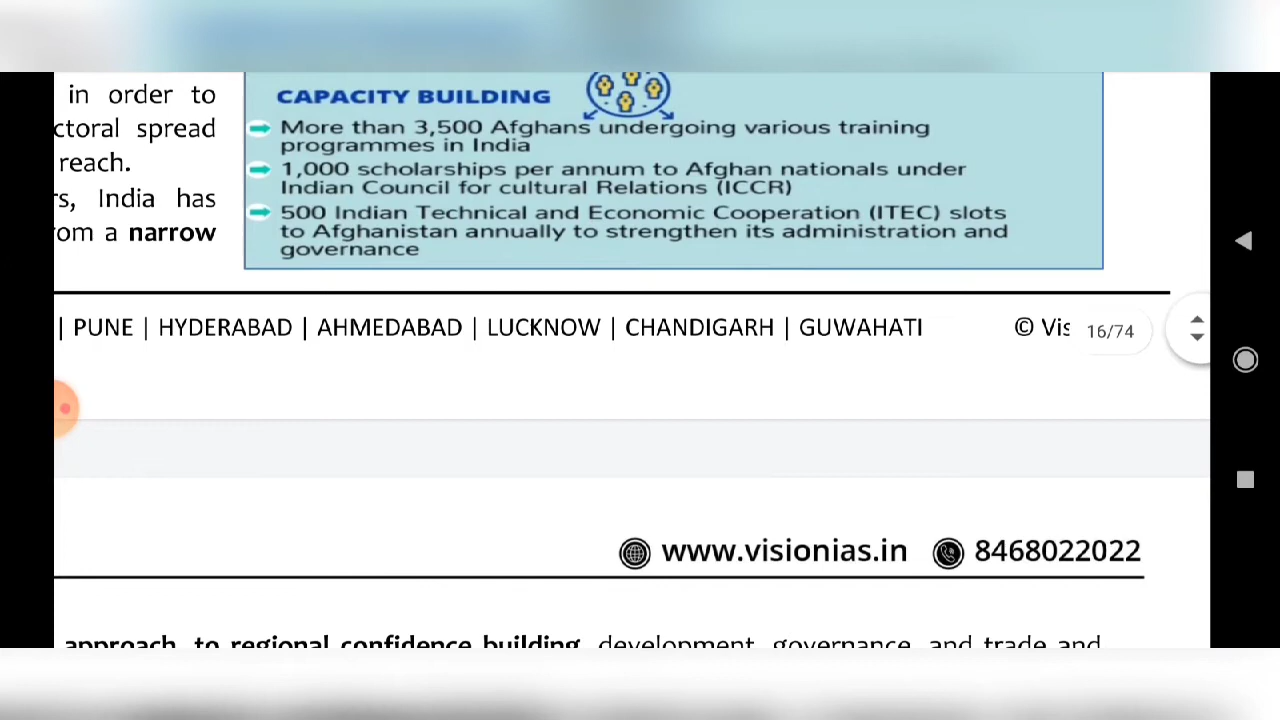 in order to
ctoral spread
reach.
rs, India has
om a narrow
CAPACITY BUILDING
More than 3,500 Afghans undergoing various training
programmes in India
1,000 scholarships per annum to Afghan nationals under
Indian Council for cultural Relations (ICCR)
500 Indian Technical and Economic Cooperation (ITEC) slots
to Afghanistan annually to strengthen its administration and
governance
| PUNE | HYDERABAD | AHMEDABAD | LUCKNOW | CHANDIGARH | GUWAHATI © Vis 16/74
www.visionias.in 8468022022
approach, to regional confidence building, development, governance, and trade and